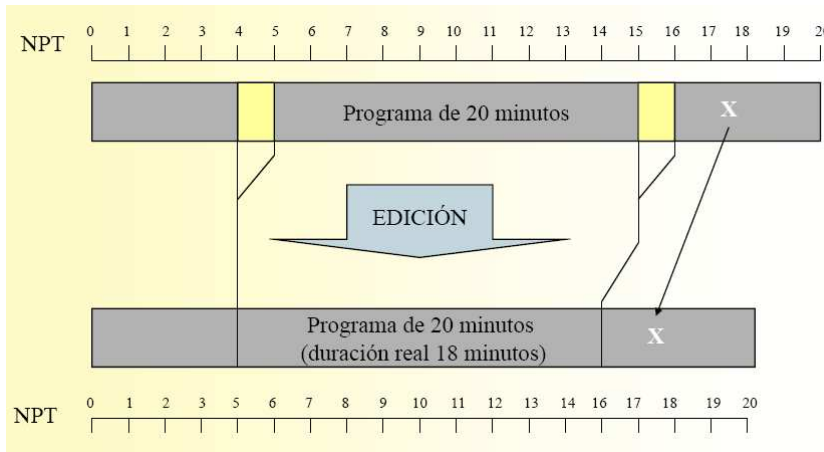 NPT 0 1 2 3 4 5 6 7 8 9 10 11 12 13 14 15 16 17 18 19 20
Programa de 20 minutos X
EDICIÓN
Programa de 20 minutos
(duración real 18 minutos) X
NPT 0 1 2 3 5 6 7 8 9 10 11 12 13 14 16 17 18 19 20